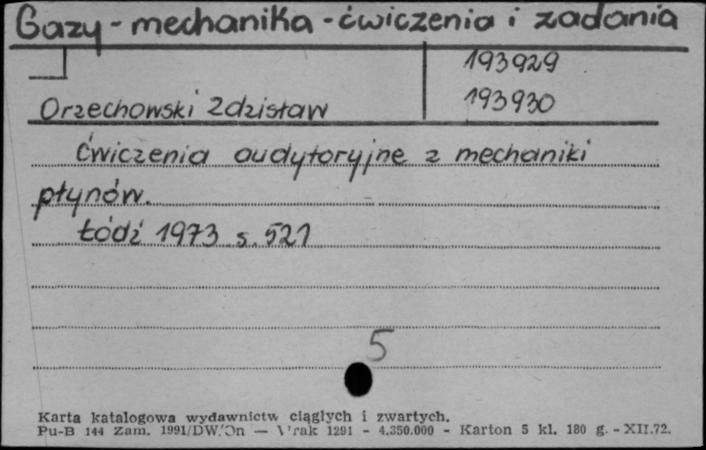 Gazy - mechanika - ćwiczenia i zadania
193929
Orzechowski Zdzisław
193930
Ćwiczenia audytoryjne z mechaniki
płynów.
Łódź 1973 s. 521
5
Karta katalogowa wydawnictw ciągłych i zwartych.
Pu-B 144 Zam. 1991/DW/On — 1291 - 4.350.000 - Karton 5 kl. 180 g. - XII.72.